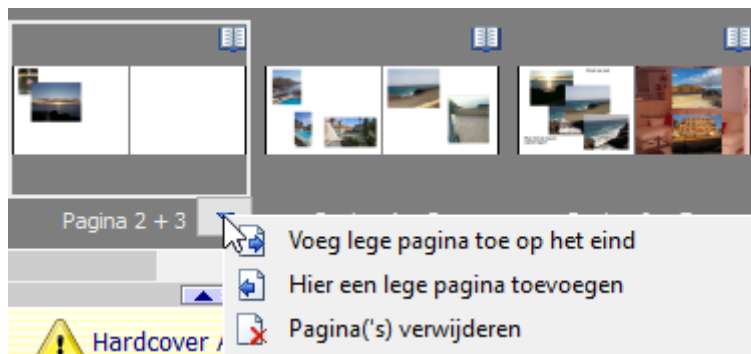 Pagina 2 + 3
Voeg lege pagina toe op het eind
Hier een lege pagina toevoegen
Pagina('s) verwijderen
Hardcover A